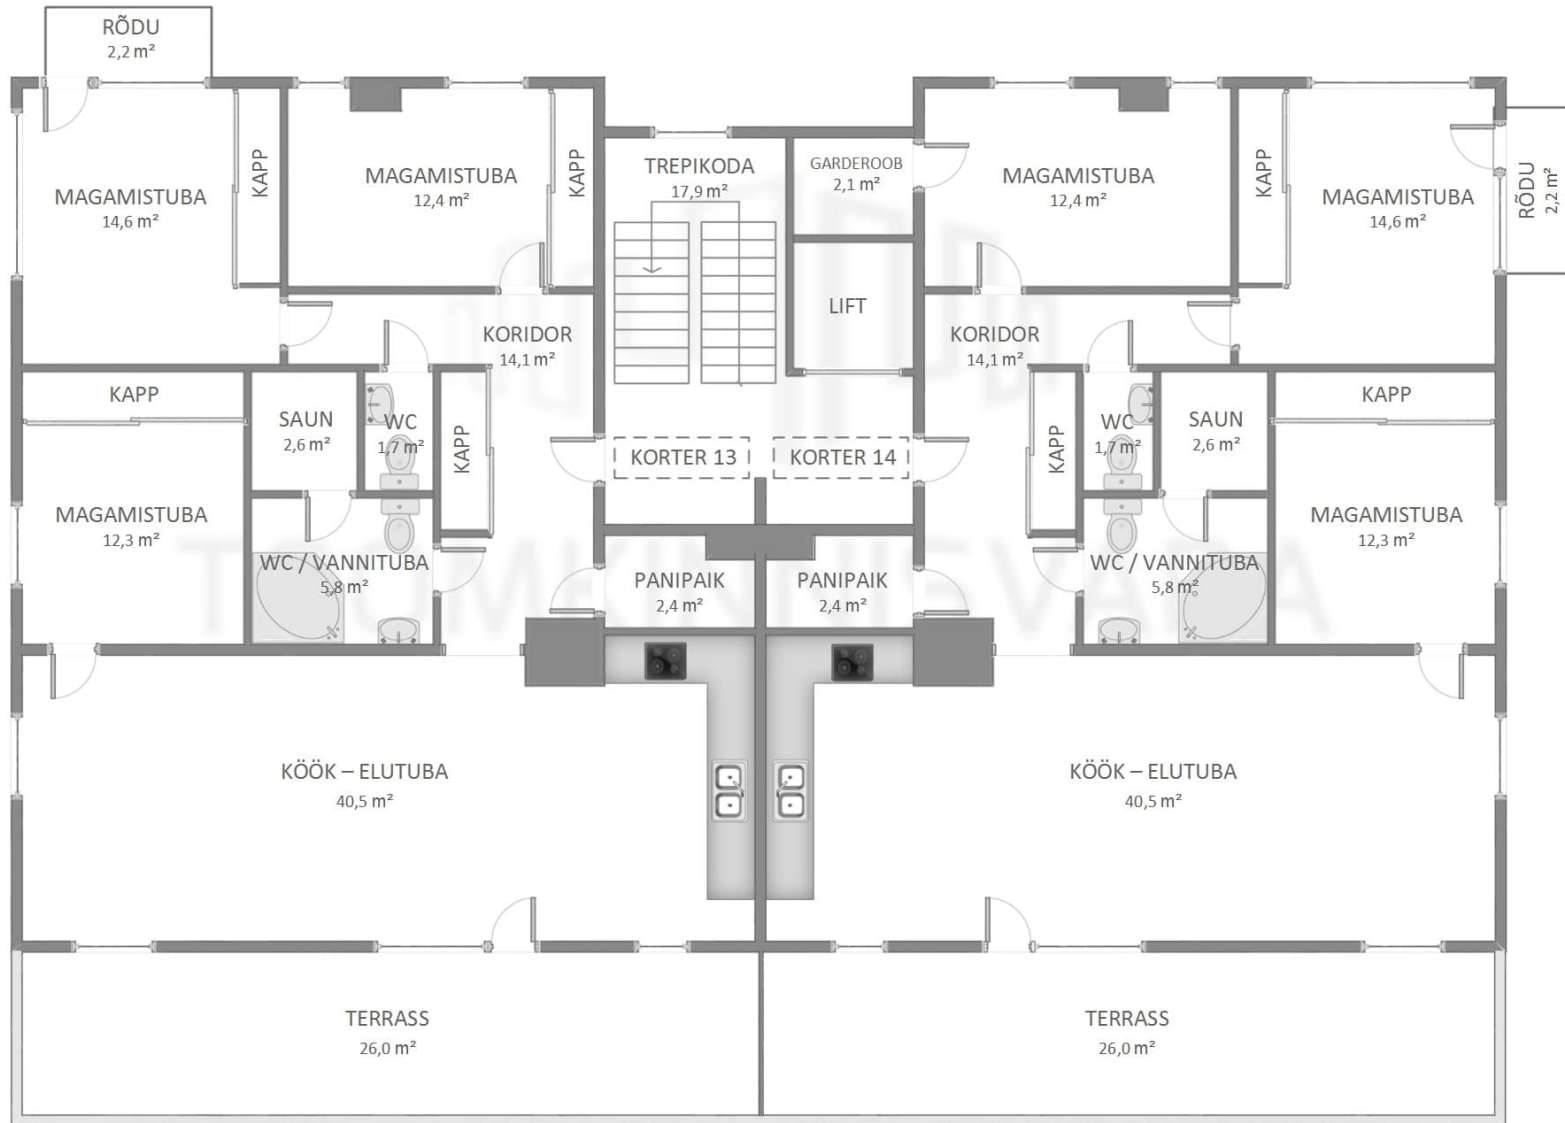 RÕDU
2,2 m²
MAGAMISTUBA
14,6 m²
KAPP
MAGAMISTUBA
12,4 m²
KAPP
TREPIKODA
17,9 m²
GARDEROOB
2,1 m²
MAGAMISTUBA
12,4 m²
KAPP
MAGAMISTUBA
14,6 m²
RÕDU
2,2 m²
LIFT
KORIDOR
14,1 m²
KORIDOR
14,1 m²
KAPP
SAUN
2,6 m²
WC
1,7 m²
KAPP
KORTER 13
KORTER 14
KAPP
WC
1,7 m²
SAUN
2,6 m²
KAPP
MAGAMISTUBA
12,3 m²
WC / VANNITUBA
5,8 m²
PANIPAIK
2,4 m²
PANIPAIK
2,4 m²
WC / VANNITUBA
5,8 m²
MAGAMISTUBA
12,3 m²
KÖÖK – ELUTUBA
40,5 m²
KÖÖK – ELUTUBA
40,5 m²
TERRASS
26,0 m²
TERRASS
26,0 m²